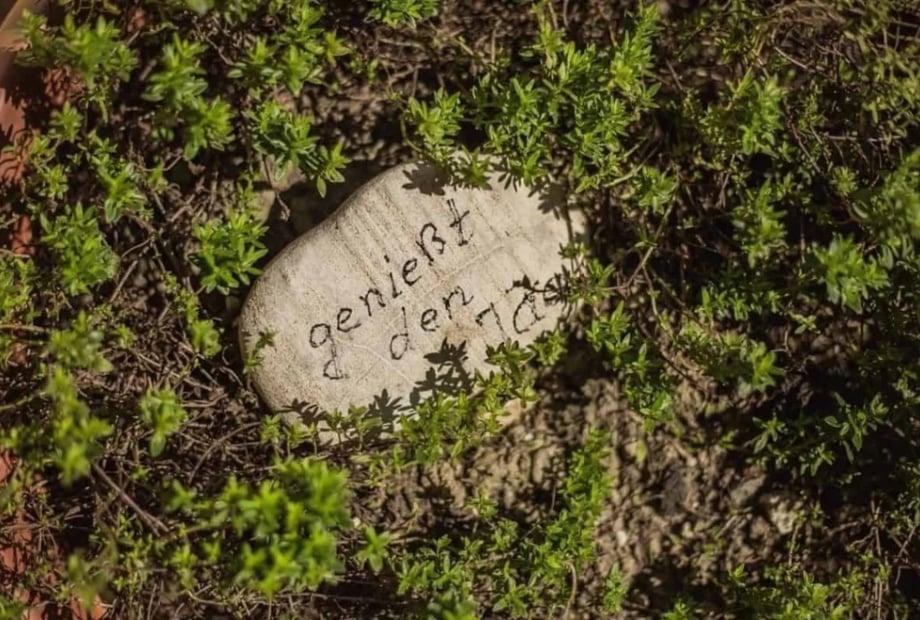 genießt
den Tag